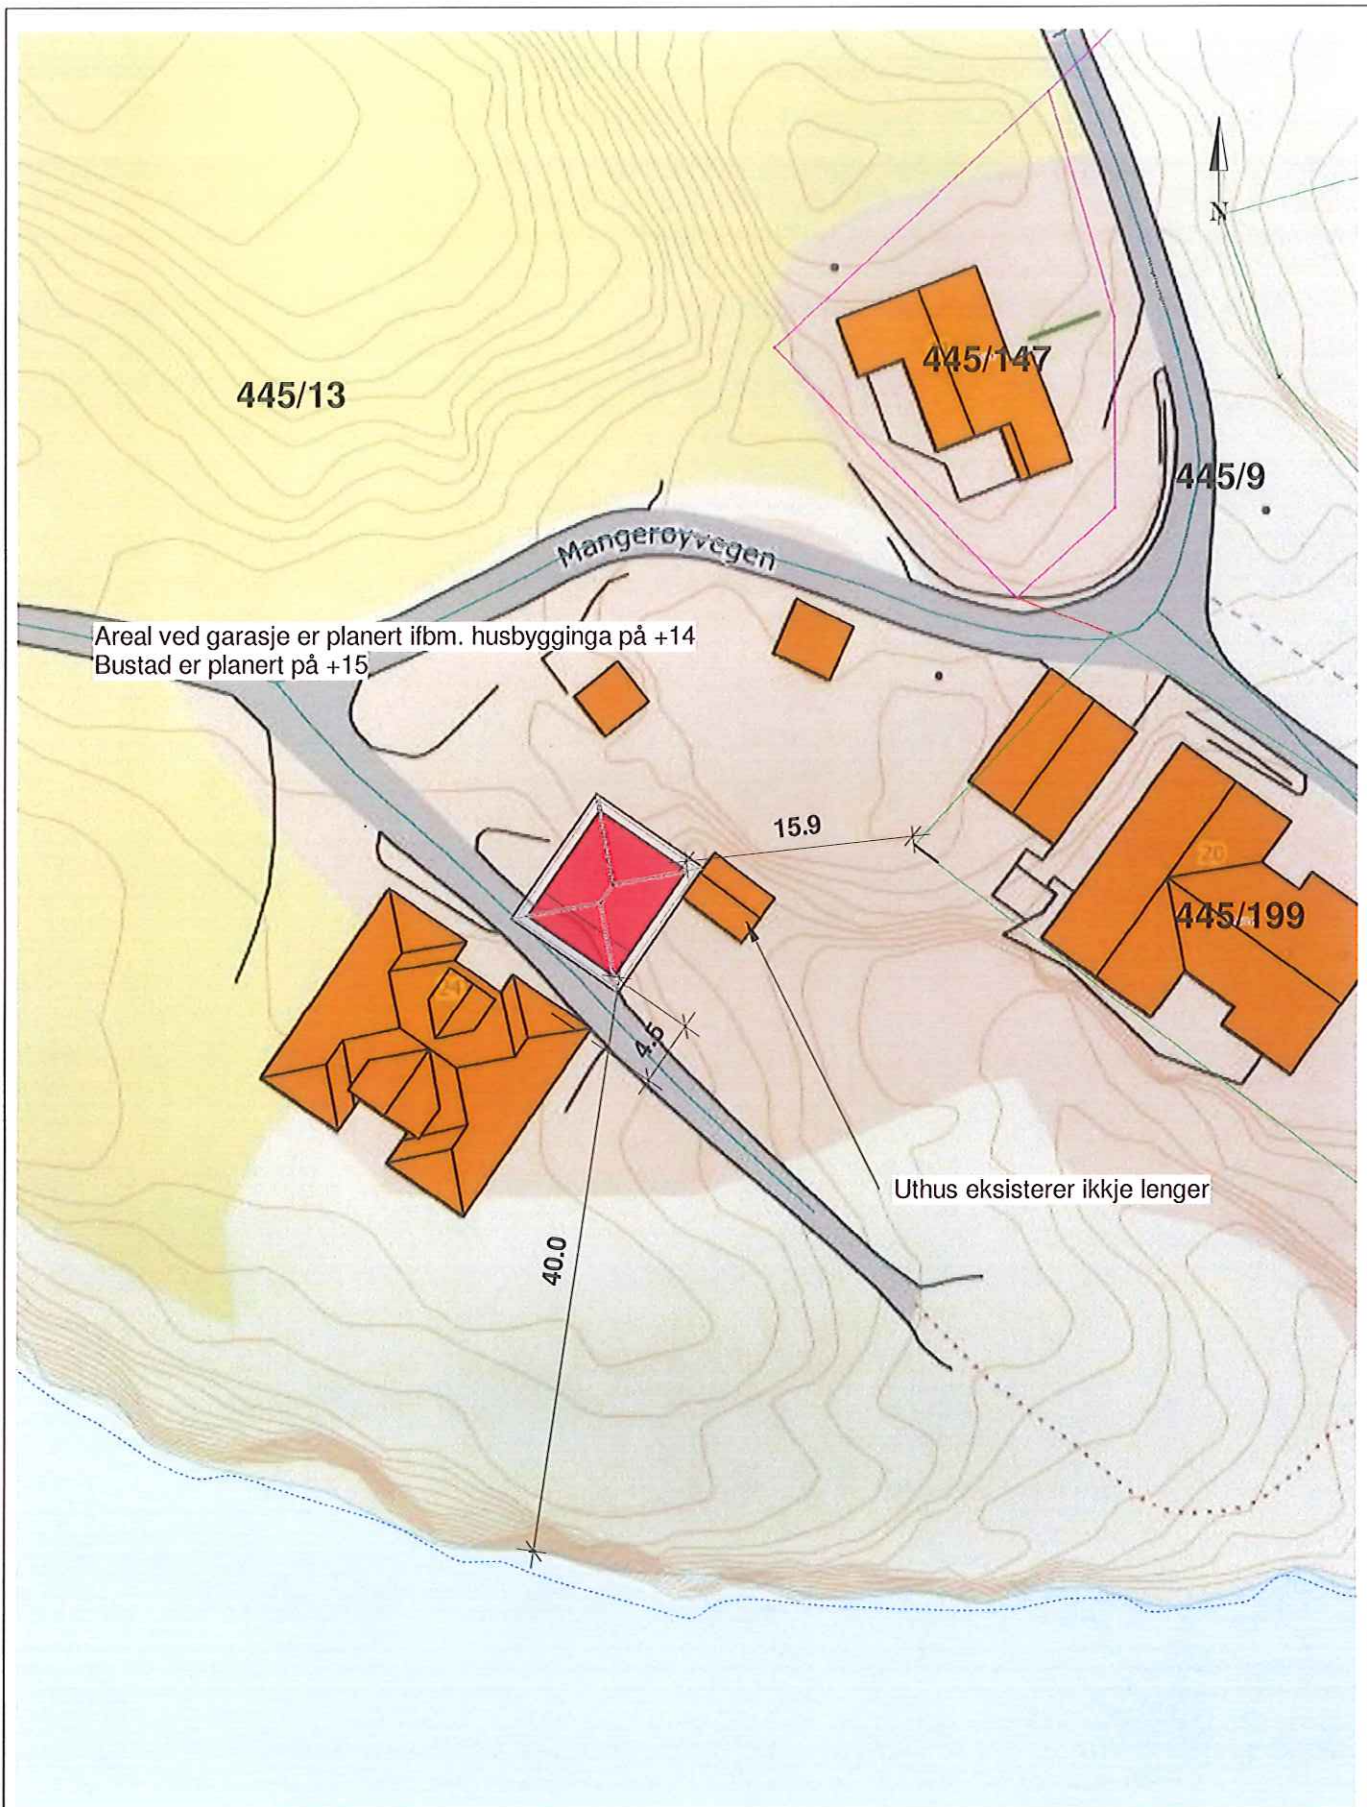 N
445/147
445/13
445/9
Mangerøyvegen
Areal ved garasje er planert ifbm. husbygginga på +14
Bustad er planert på +15
15.9
20
445/199
24
4.5
Uthus eksisterer ikkje lenger
40.0